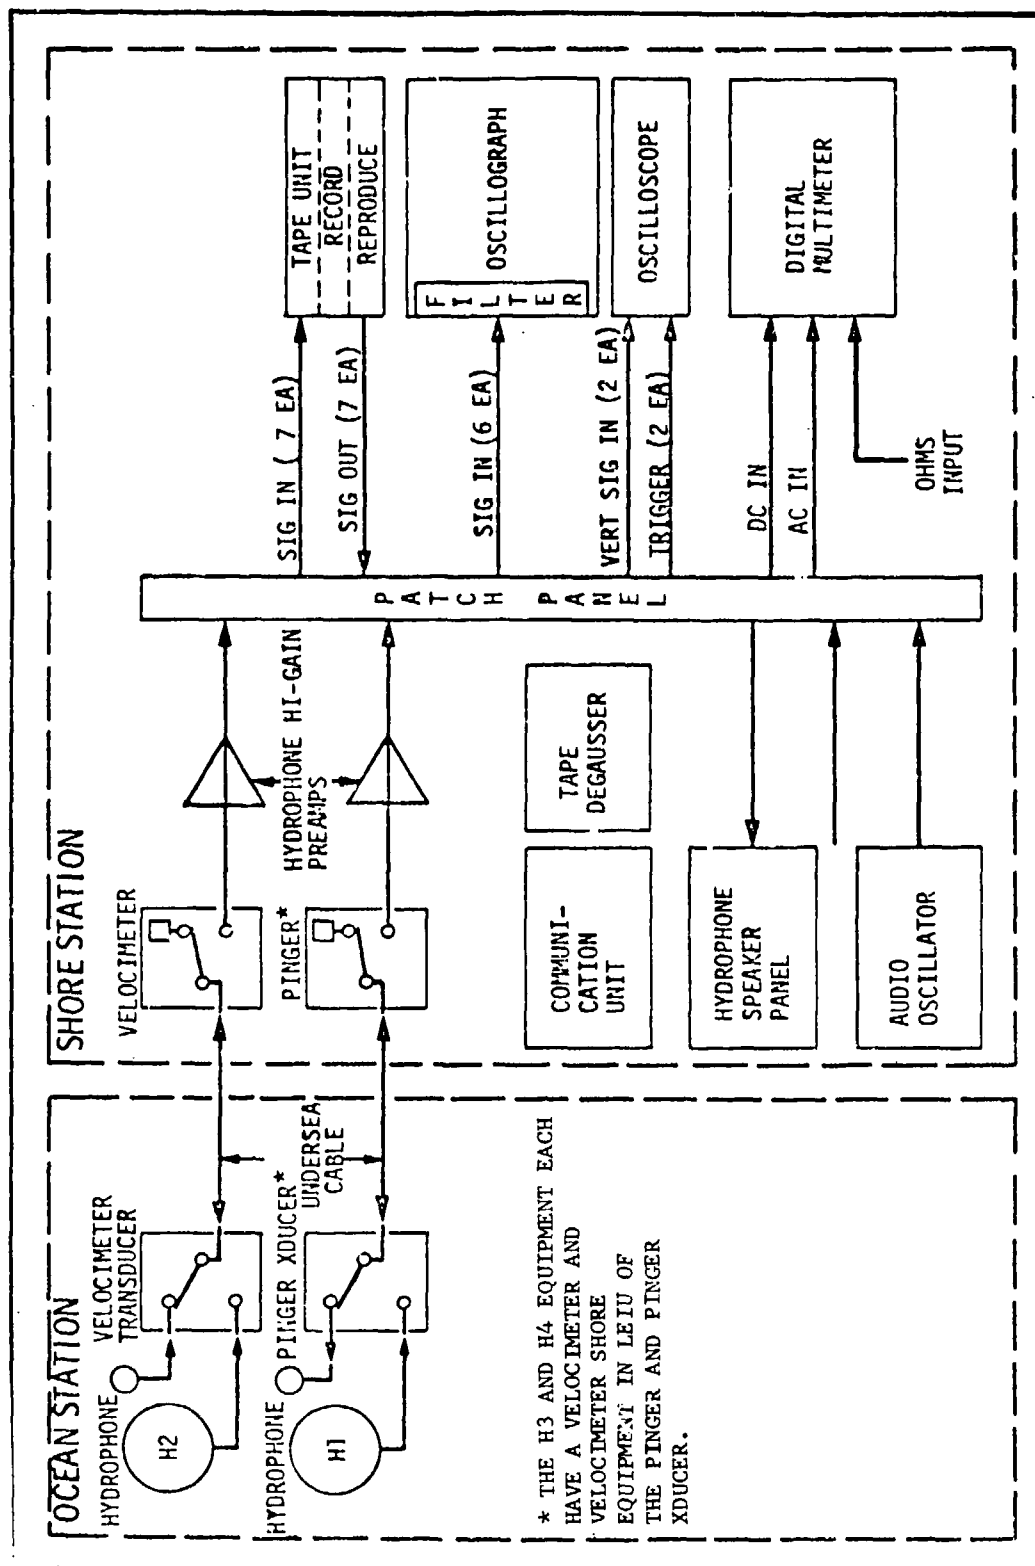 OCEAN STATION
HYDROPHONE
H2
VELOCIMETER
TRANSDUCER
HYDROPHONE
H1
PINGER XDUCER*
UNDERSEA
CABLE
* THE H3 AND H4 EQUIPMENT EACH
HAVE A VELOCIMETER AND
VELOCIMETER SHORE
EQUIPMENT IN LEIU OF
THE PINGER AND PINGER
XDUCER.
SHORE STATION
VELOCIMETER
PINGER*
HYDROPHONE HI-GAIN
PREAMPS
COMMUNI-
CATION
UNIT
TAPE
DEGAUSSER
HYDROPHONE
SPEAKER
PANEL
AUDIO
OSCILLATOR
PATCH PANEL
SIG IN ( 7 EA)
SIG OUT (7 EA)
SIG IN (6 EA)
VERT SIG IN (2 EA)
TRIGGER (2 EA)
DC IN
AC IN
OHMS
INPUT
TAPE UNIT
RECORD
REPRODUCE
FILTER
OSCILLOGRAPH
OSCILLOSCOPE
DIGITAL
MULTIMETER